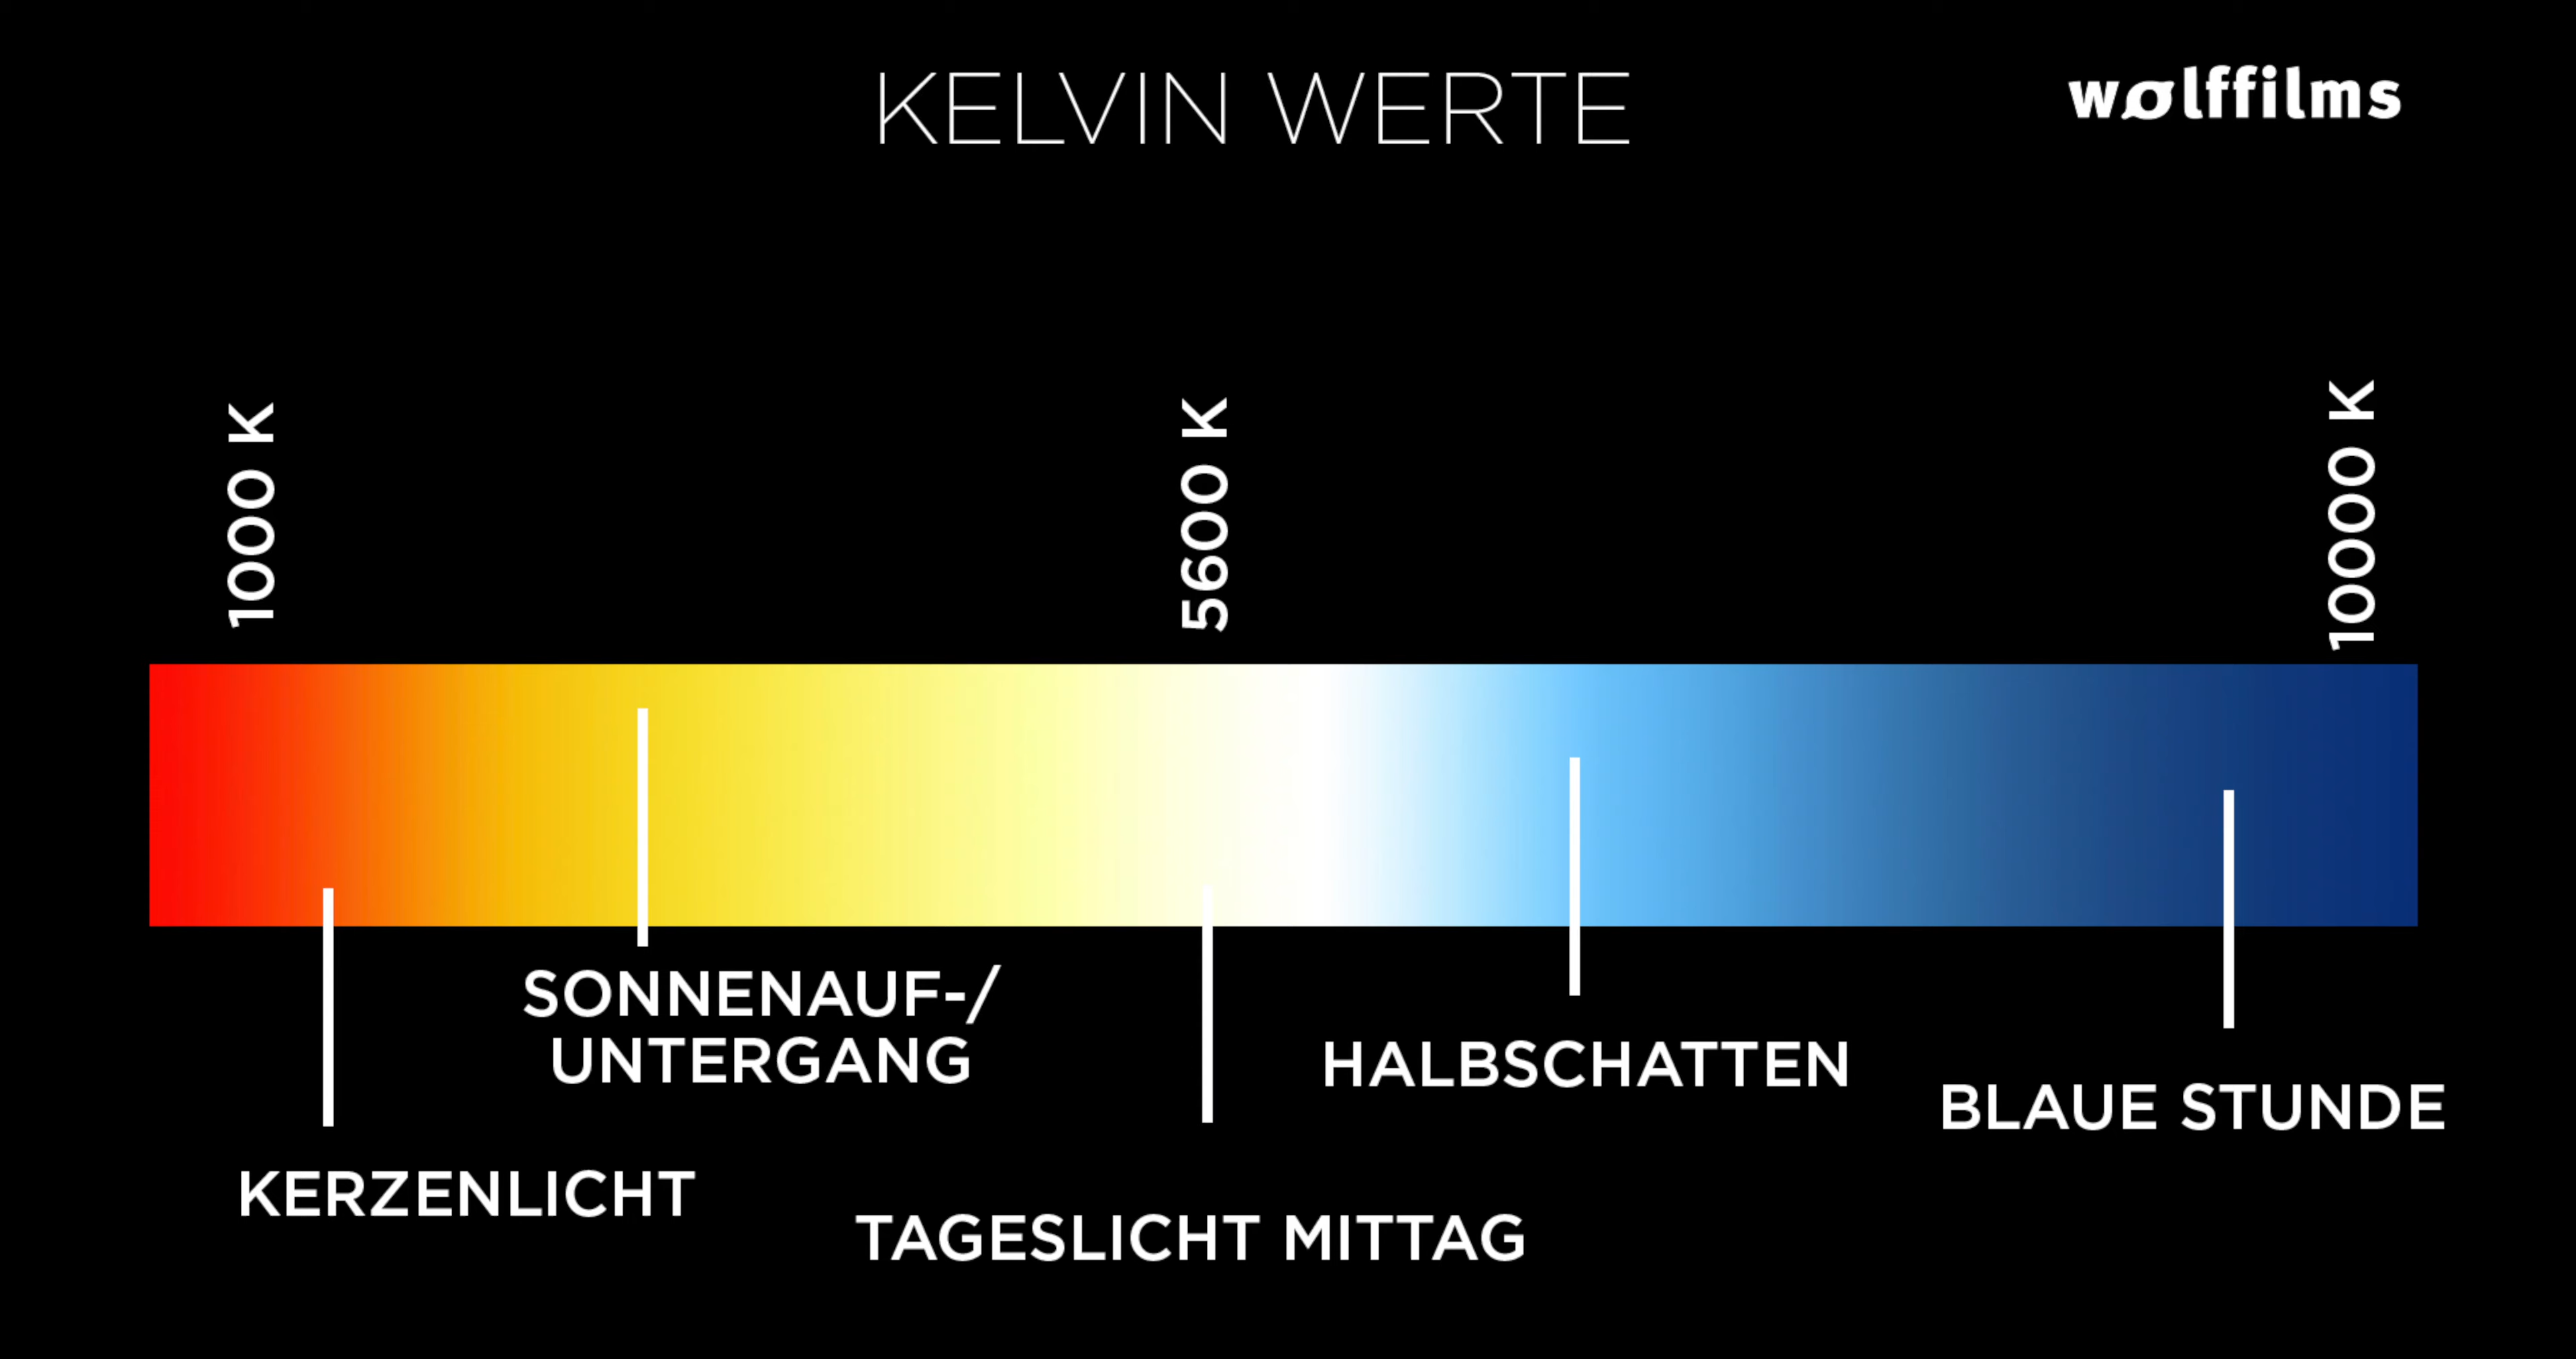 KELVIN WERTE
wolffilms
1000 K
5600 K
10000 K
SONNENAUF-/
UNTERGANG
HALBSCHATTEN
BLAUE STUNDE
KERZENLICHT
TAGESLICHT MITTAG